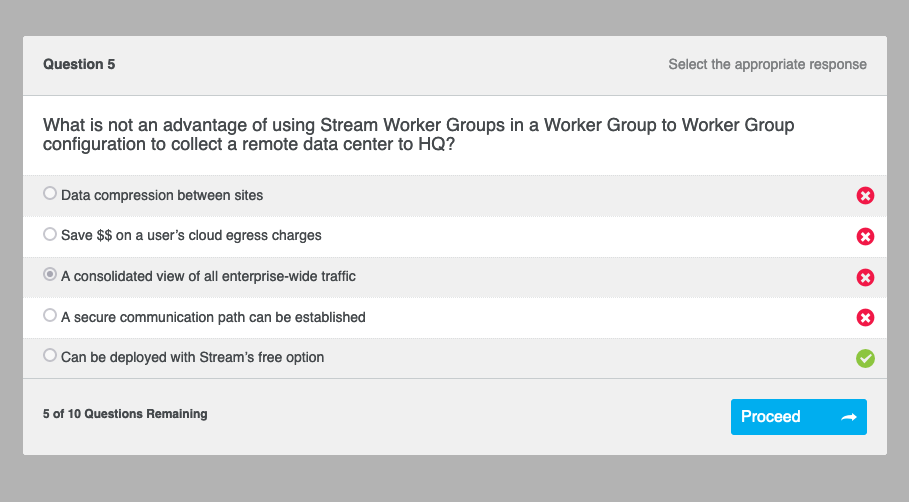 Question 5
Select the appropriate response
What is not an advantage of using Stream Worker Groups in a Worker Group to Worker Group
configuration to collect a remote data center to HQ?
Data compression between sites
Save $$ on a user’s cloud egress charges
A consolidated view of all enterprise-wide traffic
A secure communication path can be established
Can be deployed with Stream’s free option
5 of 10 Questions Remaining
Proceed